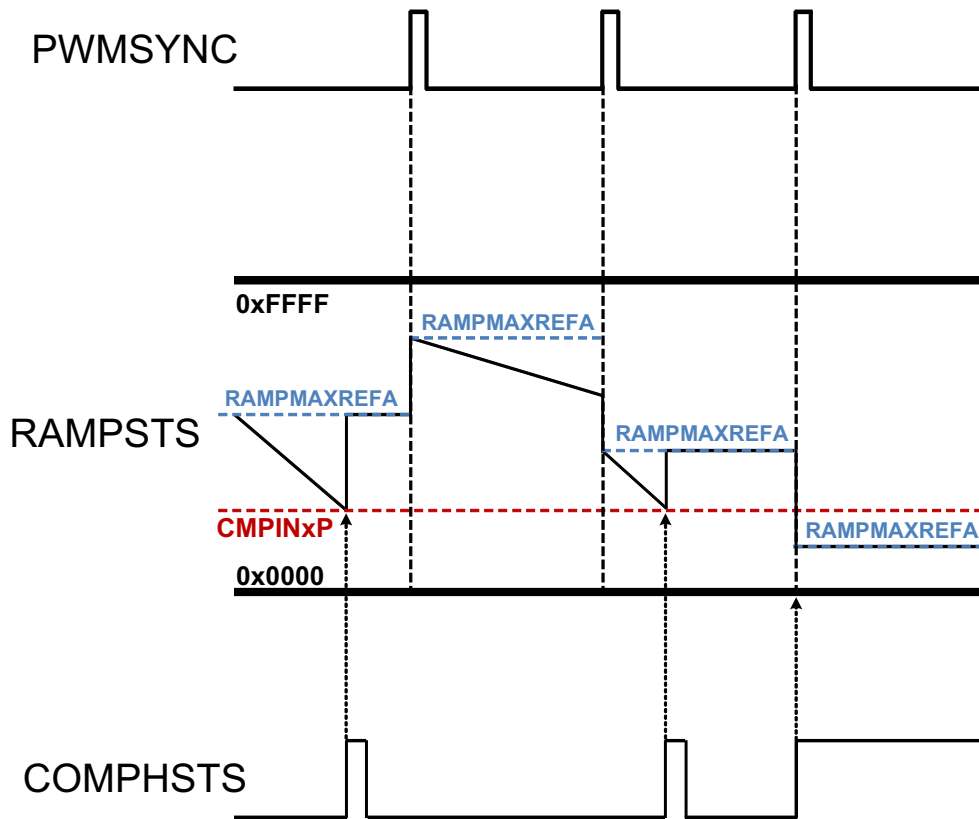 PWMSYNC
0xFFFF
RAMPMAXREFA
RAMPMAXREFA
RAMPSTS
RAMPMAXREFA
CMPINxP
RAMPMAXREFA
0x0000
COMPHSTS